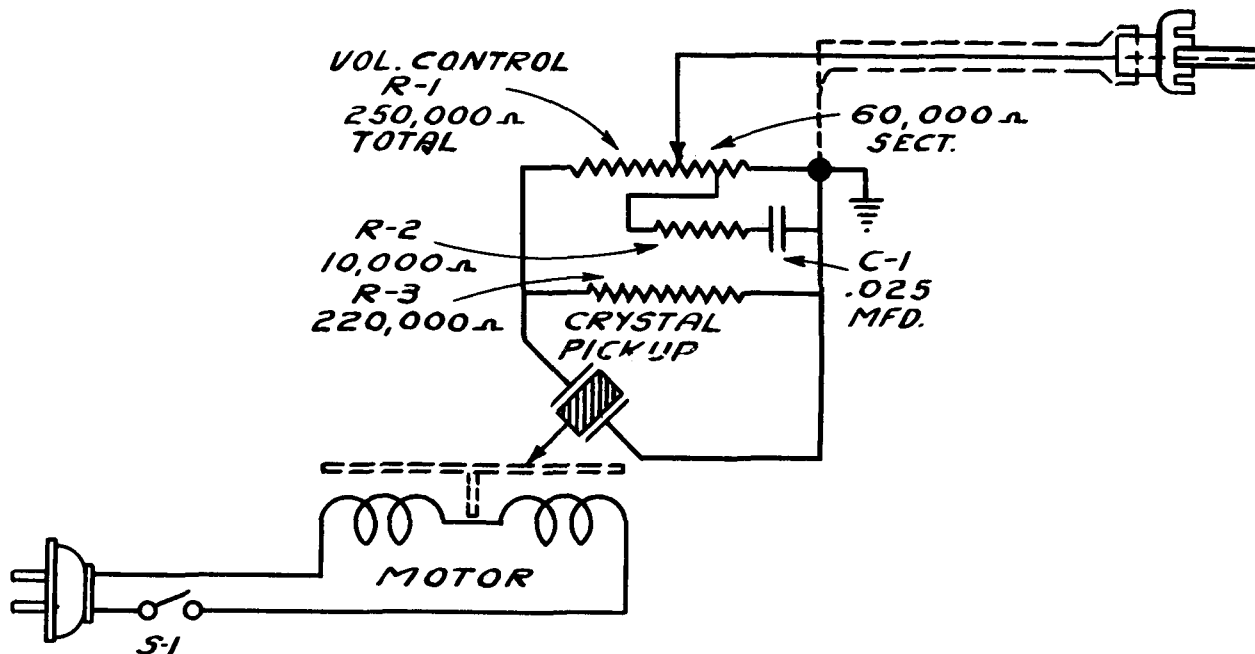 VOL. CONTROL
R-1
250,000 Ω
TOTAL
60,000 Ω
SECT.
R-2
10,000 Ω
R-3
220,000 Ω
C-1
.025
MFD.
CRYSTAL
PICKUP
MOTOR
S-1